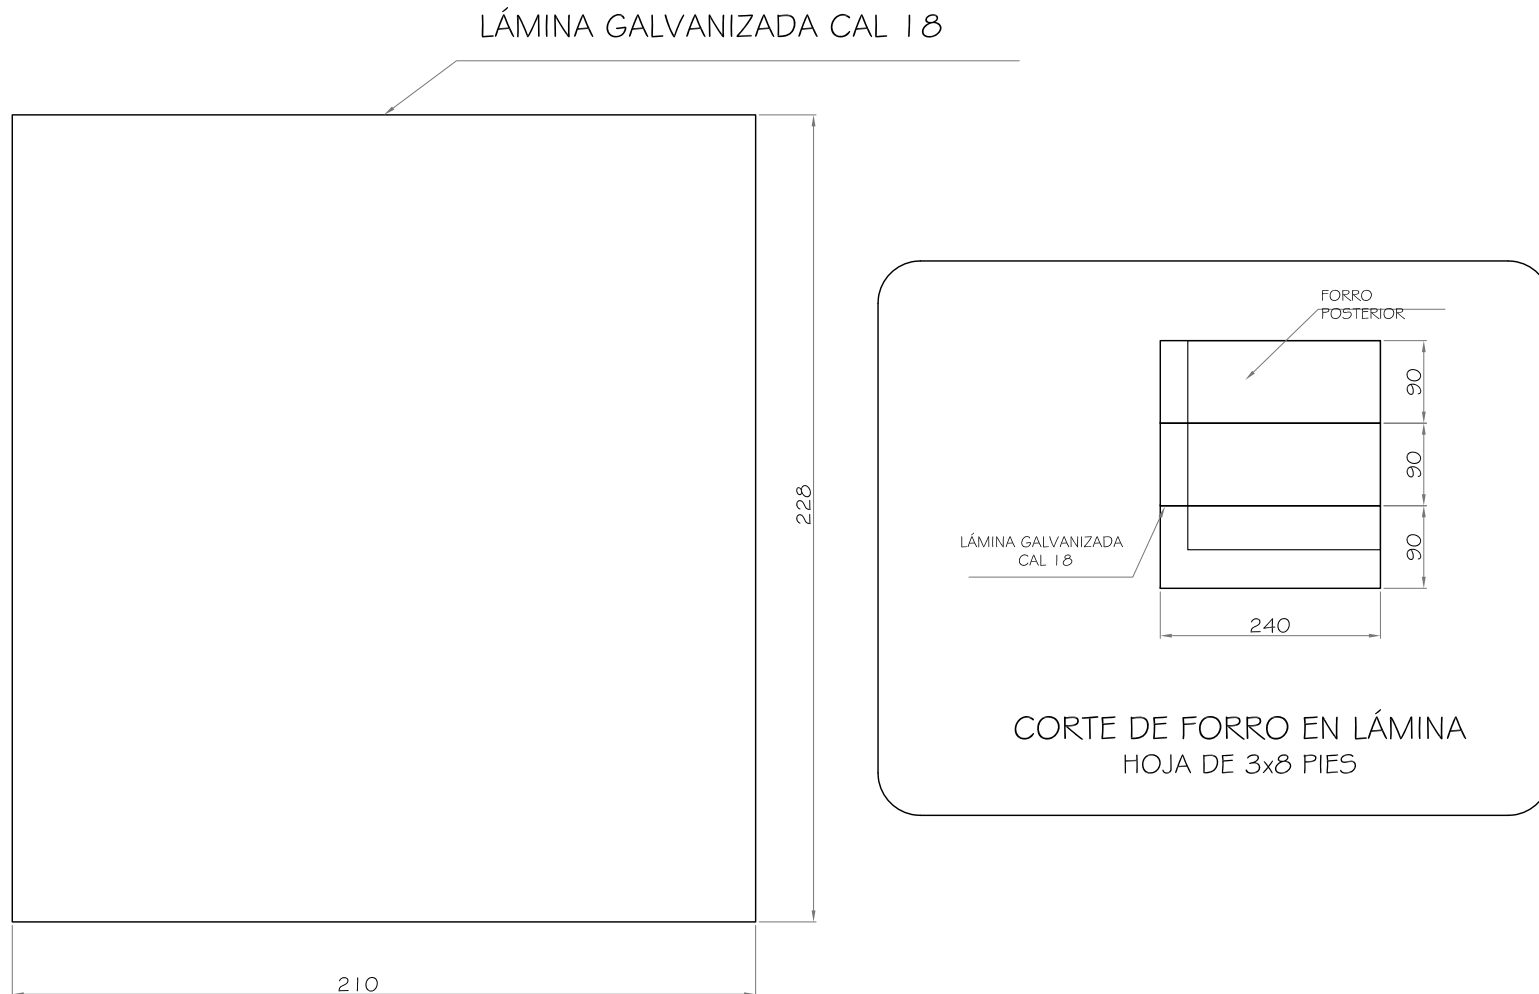 LÁMINA GALVANIZADA CAL 18
228
210
FORRO
POSTERIOR
90
90
90
LÁMINA GALVANIZADA
CAL 18
240
CORTE DE FORRO EN LÁMINA
HOJA DE 3x8 PIES